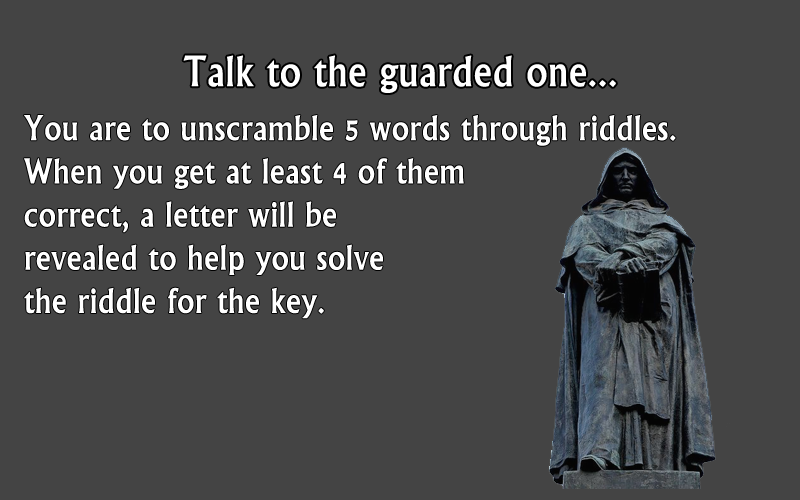 Talk to the guarded one...
You are to unscramble 5 words through riddles.
When you get at least 4 of them
correct, a letter will be
revealed to help you solve
the riddle for the key.